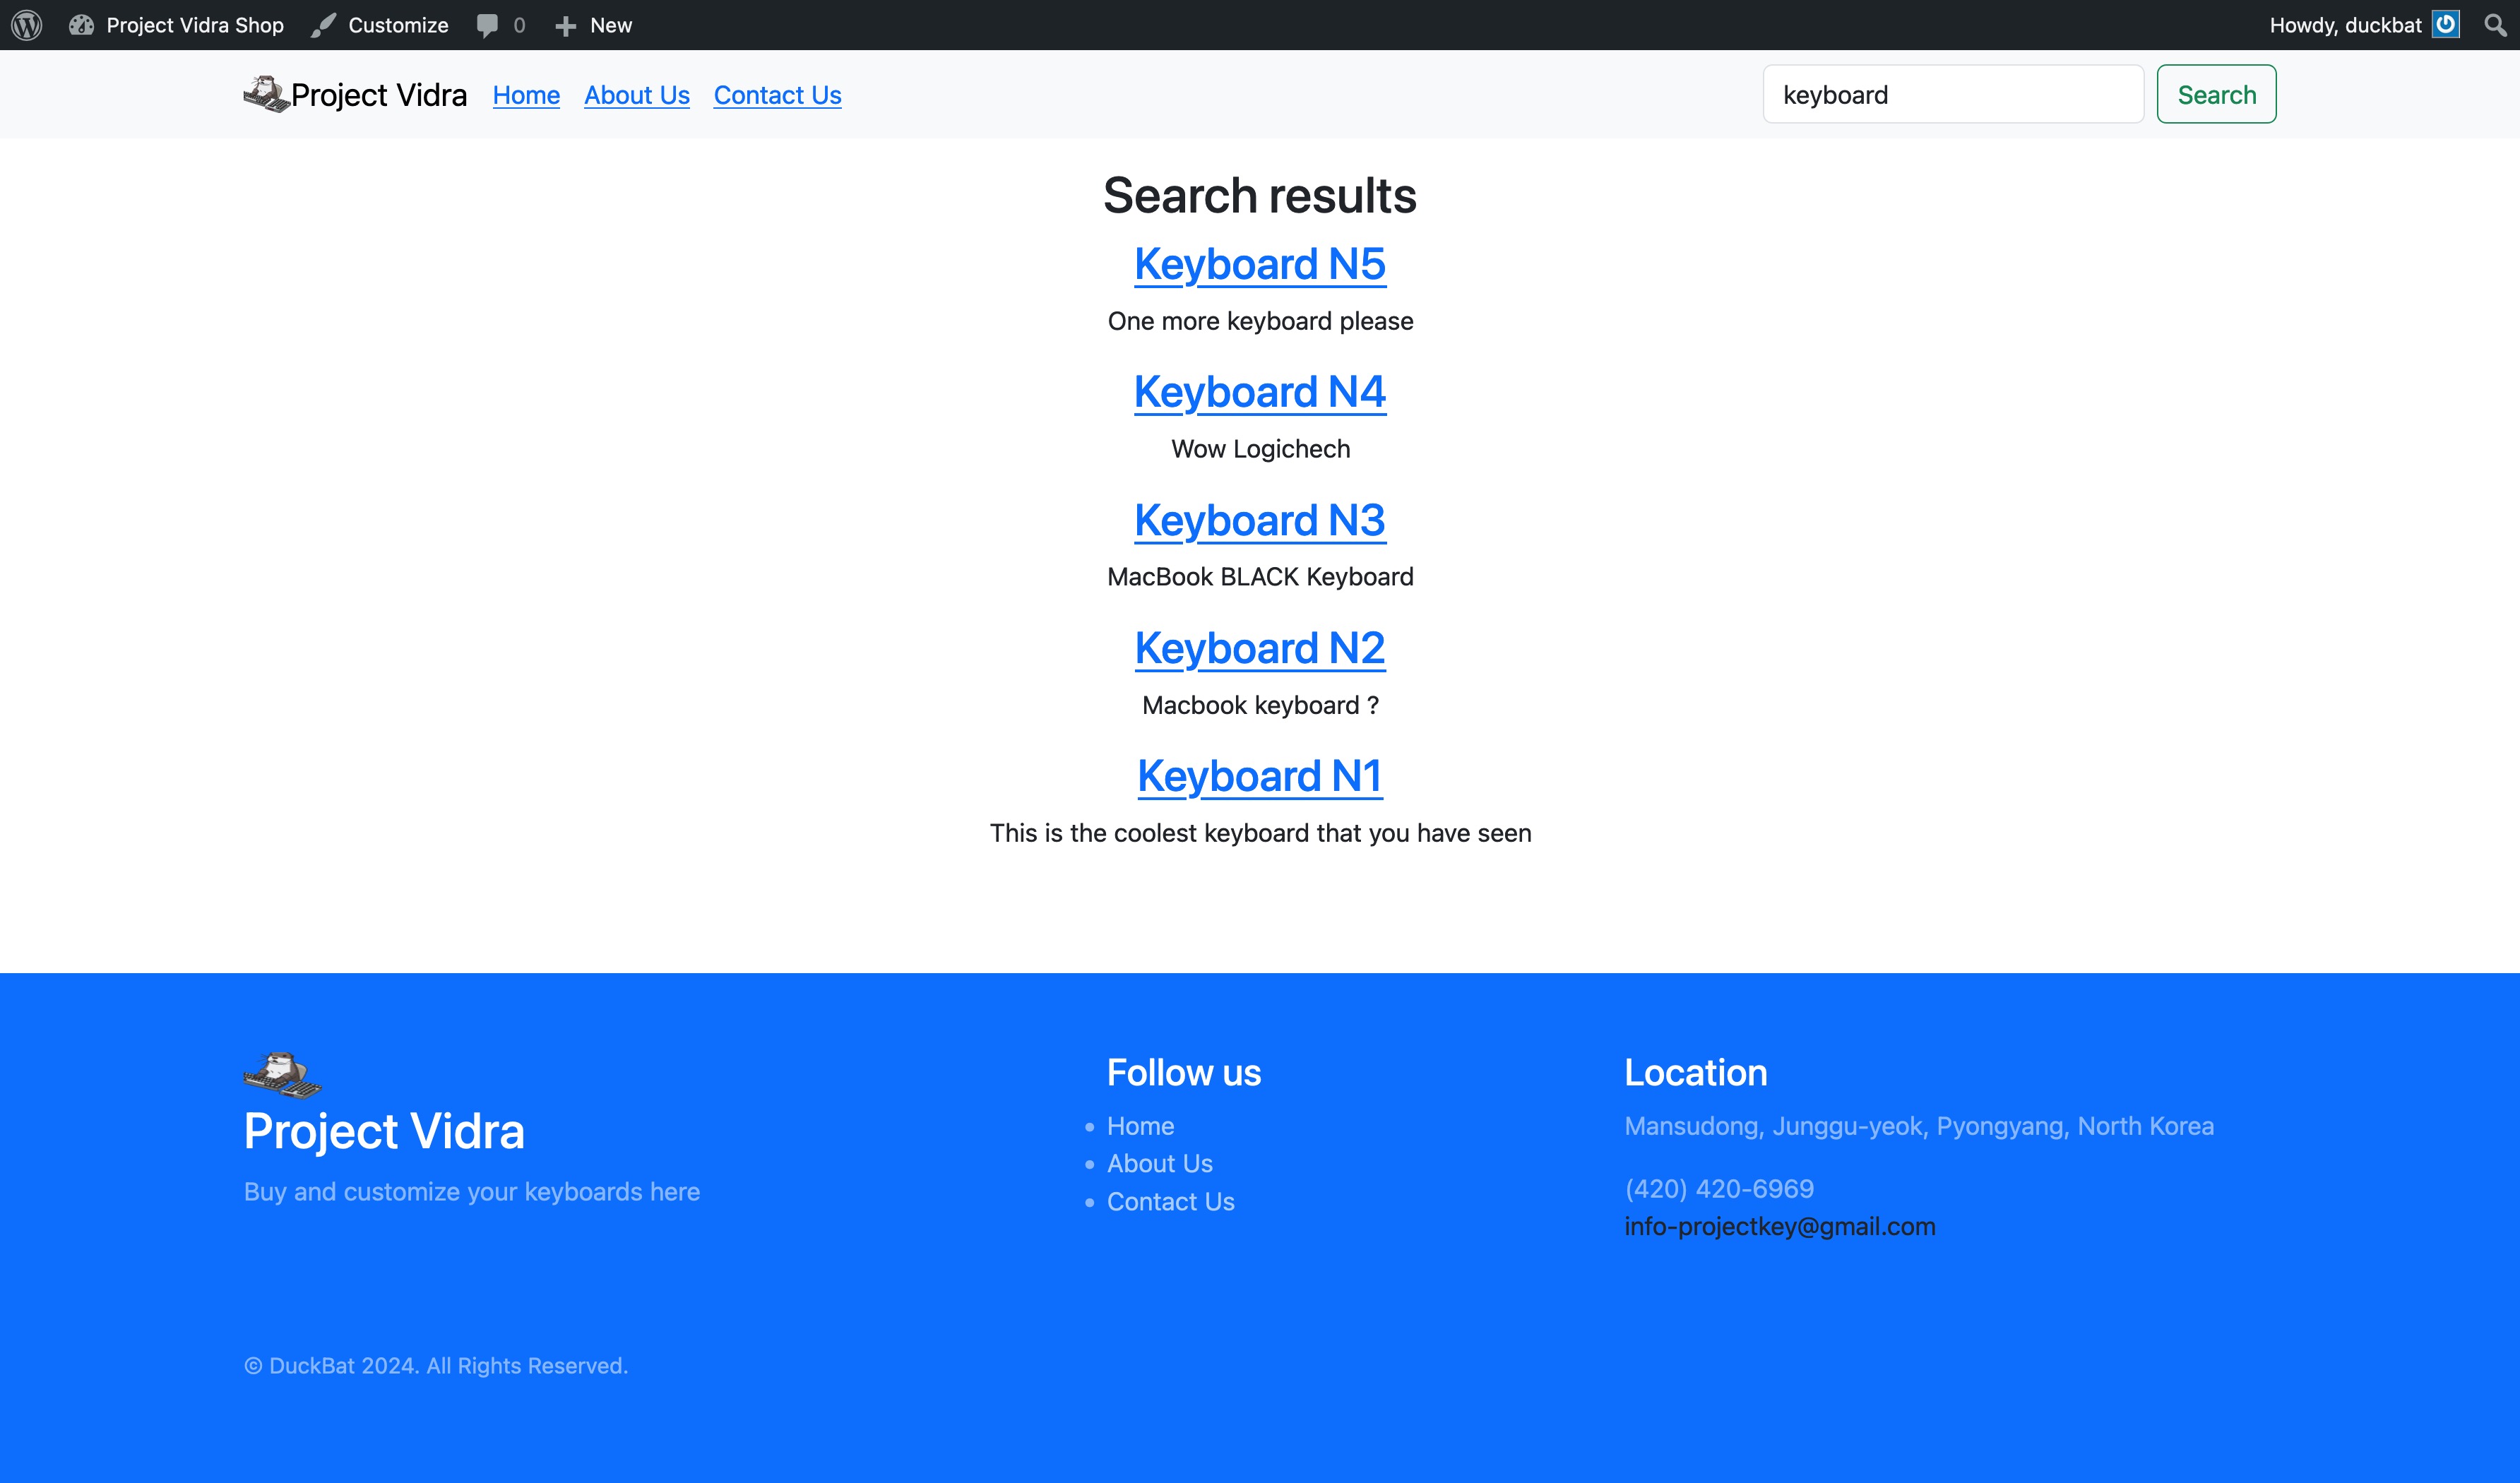 Project Vidra Shop Customize 0 New Howdy, duckbat
Project Vidra Home About Us Contact Us keyboard Search
Search results
Keyboard N5
One more keyboard please
Keyboard N4
Wow Logichech
Keyboard N3
MacBook BLACK Keyboard
Keyboard N2
Macbook keyboard ?
Keyboard N1
This is the coolest keyboard that you have seen
Project Vidra
Buy and customize your keyboards here
Follow us
Home
About Us
Contact Us
Location
Mansudong, Junggu-yeok, Pyongyang, North Korea
(420) 420-6969
info-projectkey@gmail.com
© DuckBat 2024. All Rights Reserved.